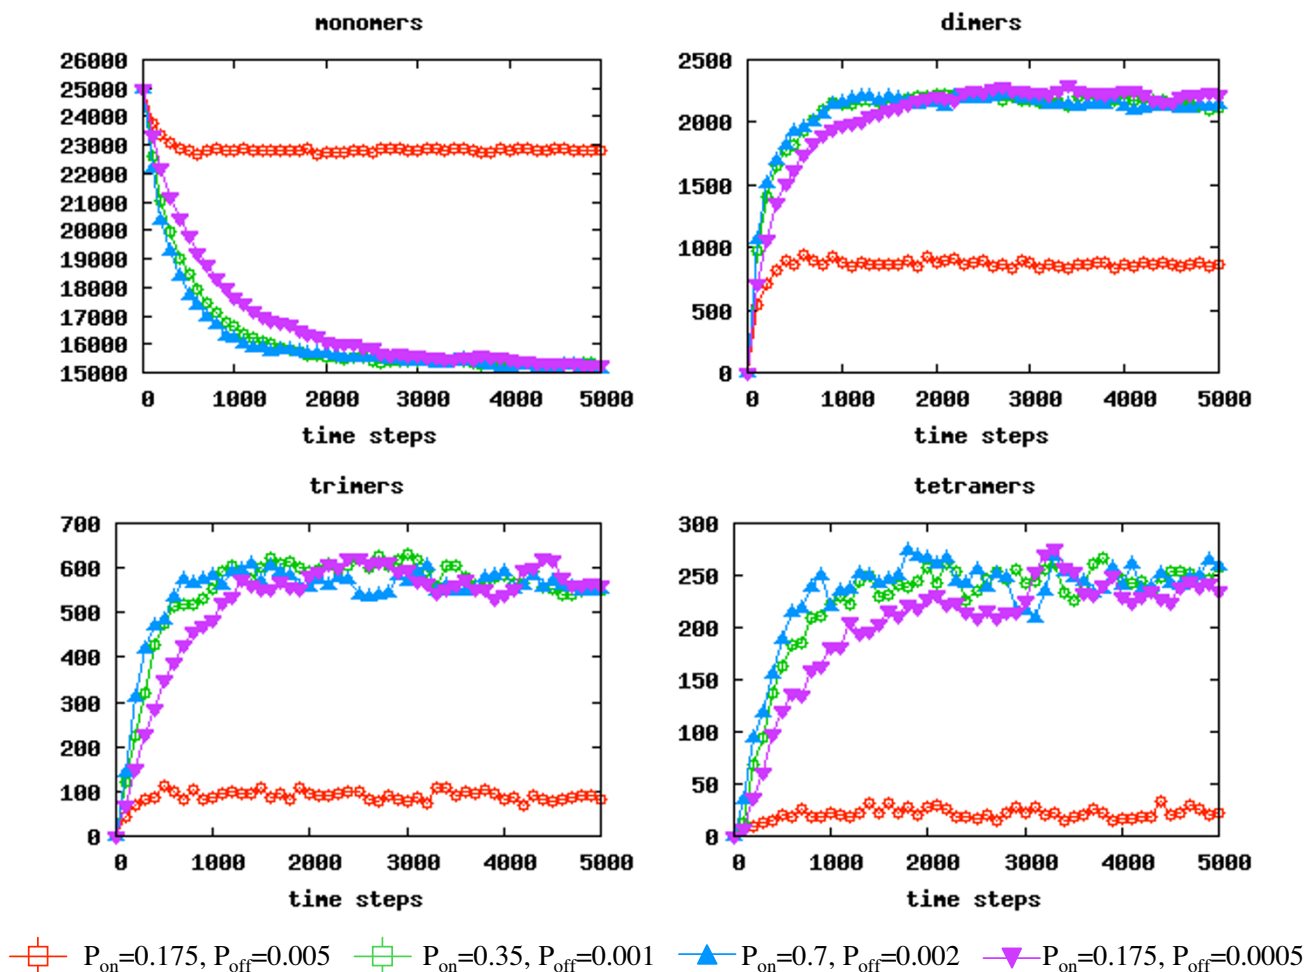 monomers
26000
25000
24000
23000
22000
21000
20000
19000
18000
17000
16000
15000
0 1000 2000 3000 4000 5000
time steps
dimers
2500
2000
1500
1000
500
0
0 1000 2000 3000 4000 5000
time steps
trimers
700
600
500
400
300
200
100
0
0 1000 2000 3000 4000 5000
time steps
tetramers
300
250
200
150
100
50
0
0 1000 2000 3000 4000 5000
time steps
Pon=0.175, Poff=0.005 Pon=0.35, Poff=0.001 Pon=0.7, Poff=0.002 Pon=0.175, Poff=0.0005